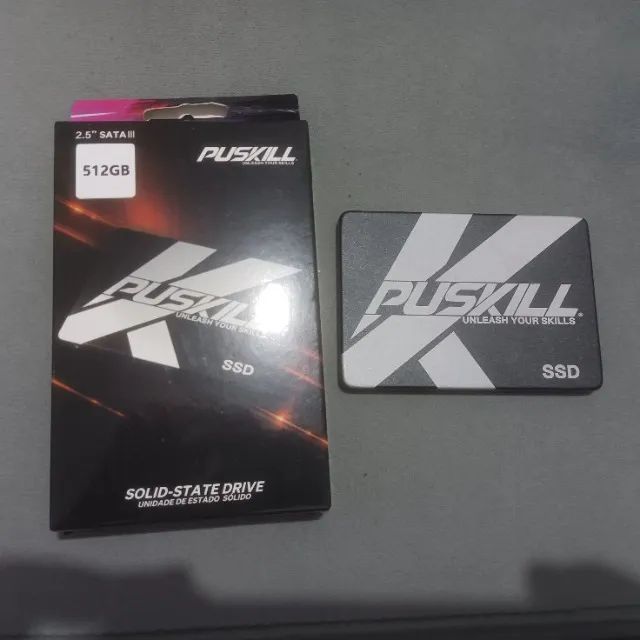 2.5" SATA III
512GB
PUSKILL
UNLEASH YOUR SKILLS
PUSKILL
UNLEASH YOUR SKILLS
SSD
SOLID-STATE DRIVE
UNIDADE DE ESTADO SÓLIDO
PUSKILL®
UNLEASH YOUR SKILLS
SSD